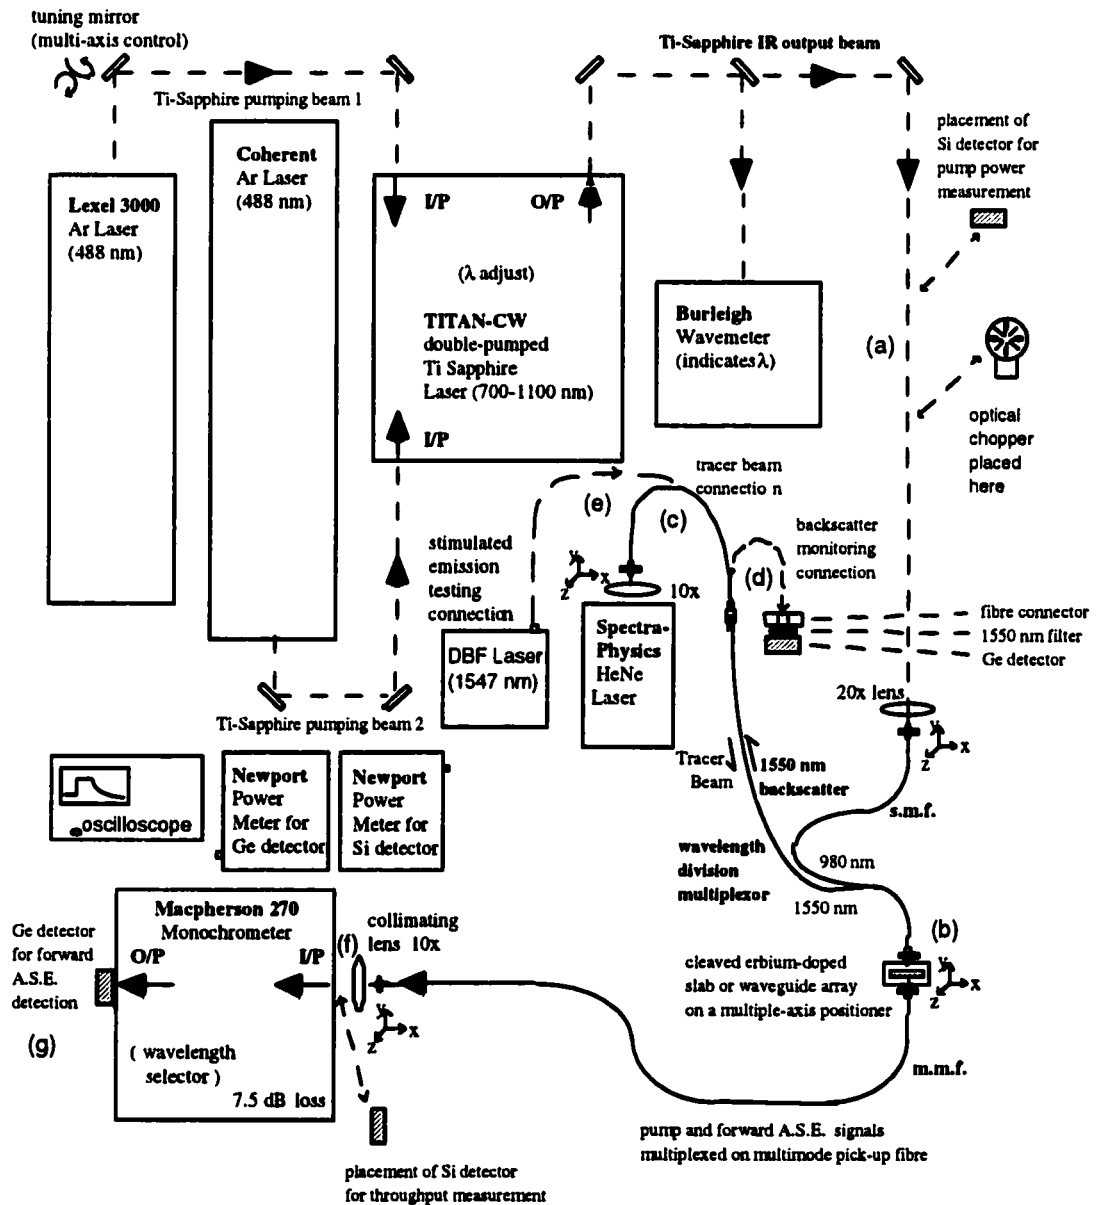 tuning mirror
(multi-axis control)
Ti-Sapphire pumping beam 1
Ti-Sapphire IR output beam
placement of
Si detector for
pump power
measurement
Lexel 3000
Ar Laser
(488 nm)
Coherent
Ar Laser
(488 nm)
I/P
O/P
(λ adjust)
TITAN-CW
double-pumped
Ti Sapphire
Laser (700-1100 nm)
I/P
Burleigh
Wavemeter
(indicates λ)
(a)
optical
chopper
placed
here
tracer beam
connectio n
(e)
(c)
stimulated
emission
testing
connection
y
x
z
10x
backscatter
monitoring
connection
(d)
fibre connector
1550 nm filter
Ge detector
DBF Laser
(1547 nm)
Spectra-
Physics
HeNe
Laser
20x lens
y
x
z
Ti-Sapphire pumping beam 2
Tracer
Beam
1550 nm
backscatter
s.m.f.
oscilloscope
Newport
Power
Meter for
Ge detector
Newport
Power
Meter for
Si detector
wavelength
division
multiplexor
980 nm
1550 nm
Ge detector
for forward
A.S.E.
detection
(g)
Macpherson 270
Monochrometer
O/P
I/P
( wavelength
selector )
7.5 dB loss
(f)
collimating
lens 10x
y
x
z
(b)
cleaved erbium-doped
slab or waveguide array
on a multiple-axis positioner
y
x
z
m.m.f.
pump and forward A.S.E. signals
multiplexed on multimode pick-up fibre
placement of Si detector
for throughput measurement